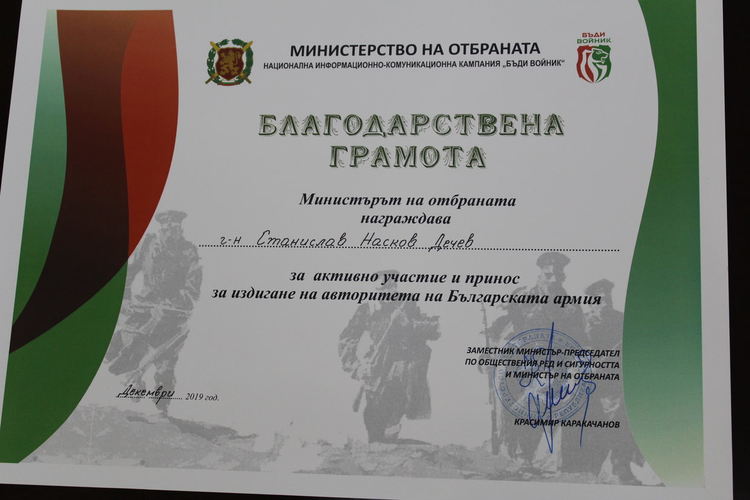 МИНИСТЕРСТВО НА ОТБРАНАТА
НАЦИОНАЛНА ИНФОРМАЦИОННО-КОМУНИКАЦИОННА КАМПАНИЯ „БЪДИ ВОЙНИК"
БЪДИ
ВОЙНИК
БЛАГОДАРСТВЕНА
ГРАМОТА
Министърът на отбраната
награждава
г-н Станислав Насков Дечев
за активно участие и принос
за издигане на авторитета на Българската армия
ЗАМЕСТНИК МИНИСТЪР-ПРЕДСЕДАТЕЛ
ПО ОБЩЕСТВЕНИЯ РЕД И СИГУРНОСТТА
И МИНИСТЪР НА ОТБРАНАТА
Декември 2019 год.
КРАСИМИР КАРАКАЧАНОВ